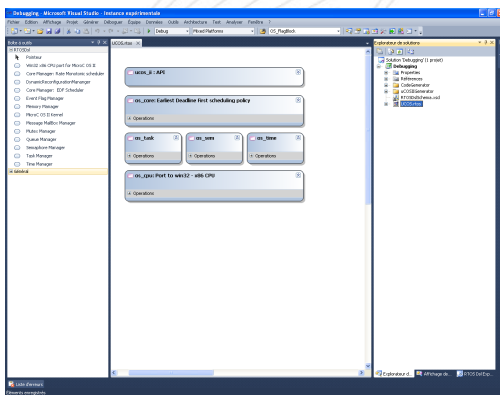 Debugging - Microsoft Visual Studio - Instance expérimentale
Fichier Edition Affichage Projet Générer Déboguer Équipe Données Outils Architecture Test Analyser Fenêtre ?
Debug Mixed Platforms OS_FlagBlock
Boîte à outils
RTOSDsl
Pointeur
Win32 x86 CPU port for MicroC OS II
Core Manager: Rate Monotonic scheduler
DynamicReconfigurationManager
Core Manager: EDF Scheduler
Event Flag Manager
Memory Manager
MicroC OS II Kernel
Message Mailbox Manager
Mutex Manager
Queue Manager
Semaphore Manager
Task Manager
Time Manager
Général
UCOS.rtos
ucos_ii : API
os_core: Earliest Deadline First scheduling policy
Operations
os_task
os_sem
os_time
Operations
Operations
Operations
os_cpu: Port to win32 - x86 CPU
Operations
Explorateur de solutions
Solution 'Debugging' (1 projet)
Debugging
Properties
References
CodeGenerator
uCOSIIGenerator
RTOSDslSchema.xsd
UCOS.rtos
Explorateur d...
Affichage de...
RTOS Dsl Exp...
Liste d'erreurs
Éléments enregistrés